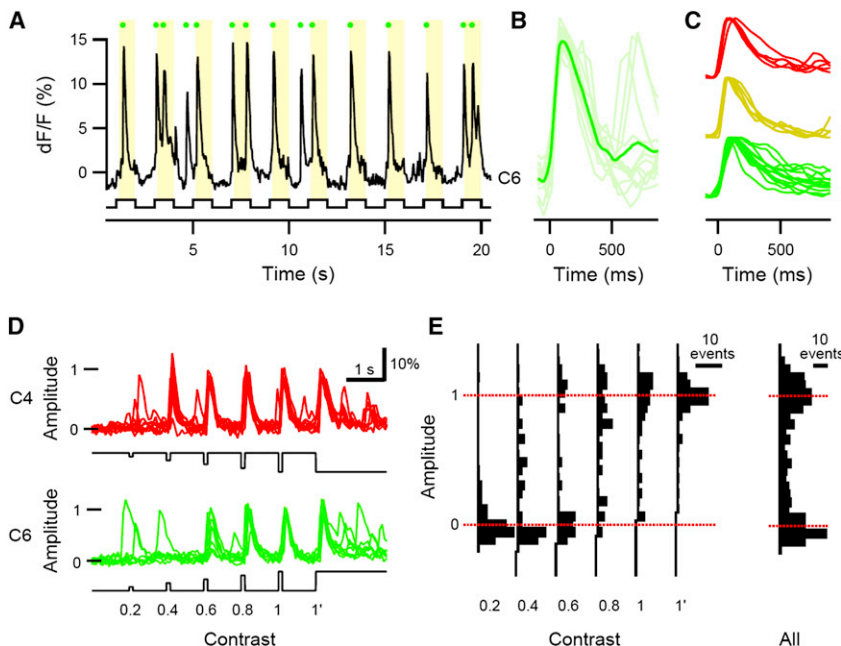 A
15
10
5
0
dF/F (%)
5
10
15
20
Time (s)
B
C6
0
500
Time (ms)
C
0
500
Time (ms)
D
C4
Amplitude
1
0
1 s
10%
C6
Amplitude
1
0
0.2 0.4 0.6 0.8 1 1'
Contrast
E
10
events
10
events
Amplitude
1
0
0.2 0.4 0.6 0.8 1 1'
Contrast
All